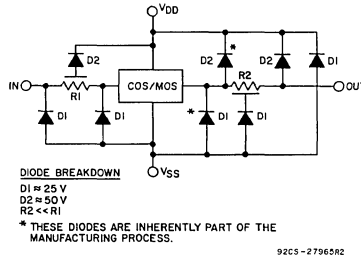 VDD
D2
D2
*
D2
D1
IN
R1
COS/MOS
R2
OUT
D1
D1
*
D1
D1
VSS
DIODE BREAKDOWN
D1 ≈ 25 V
D2 ≈ 50 V
R2 << R1
* THESE DIODES ARE INHERENTLY PART OF THE
MANUFACTURING PROCESS.
92CS-27965R2